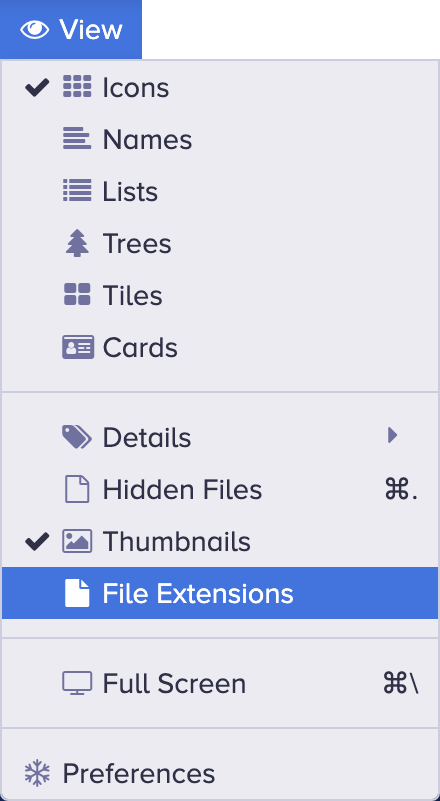 View
Icons
Names
Lists
Trees
Tiles
Cards
Details
Hidden Files ⌘.
Thumbnails
File Extensions
Full Screen ⌘\
Preferences